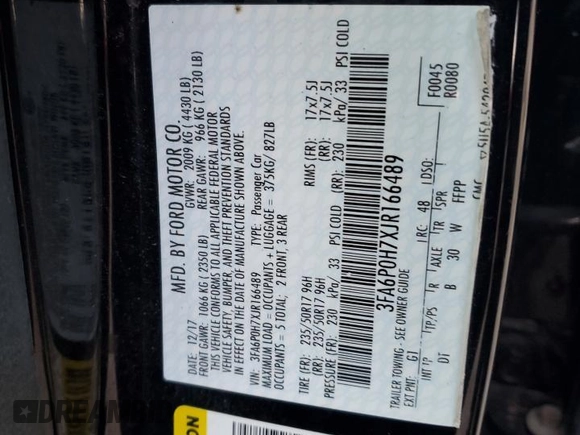 MFD. BY FORD MOTOR CO.
DATE: 12/17 GVWR: 2009 KG ( 4430 LB)
FRONT GAWR: 1066 KG ( 2350 LB) REAR GAWR: 966 KG ( 2130 LB)
THIS VEHICLE CONFORMS TO ALL APPLICABLE FEDERAL MOTOR
VEHICLE SAFETY, BUMPER, AND THEFT PREVENTION STANDARDS
IN EFFECT ON THE DATE OF MANUFACTURE SHOWN ABOVE.
VIN: 3FA6P0H7XJR166489 TYPE: Passenger Car
MAXIMUM LOAD = OCCUPANTS + LUGGAGE = 375KG/ 827LB
OCCUPANTS = 5 TOTAL; 2 FRONT, 3 REAR
TIRE (FR): 235/50R17 96H RIMS (FR): 17x7.5J
(RR): 235/50R17 96H (RR): 17x7.5J
PRESSURE (FR): 230 kPa/ 33 PSI COLD (RR): 230 kPa/ 33 PSI COLD
3FA6P0H7XJR166489
TRAILER TOWING - SEE OWNER GUIDE
EXT PNT: G1 RC: 48 DSO: F0045
R0080
INT TP TP/PS AXLE TR SPR
DT B 30 W FFPP
ON